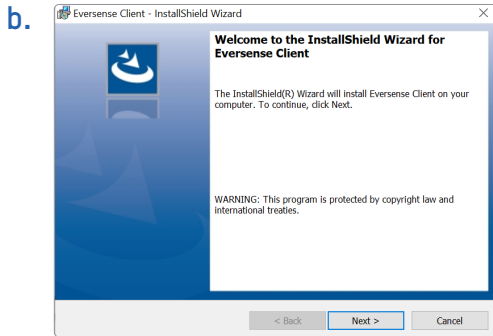 b.
Eversense Client - InstallShield Wizard
Welcome to the InstallShield Wizard for
Eversense Client
The InstallShield(R) Wizard will install Eversense Client on your
computer. To continue, click Next.
WARNING: This program is protected by copyright law and
international treaties.
< Back
Next >
Cancel